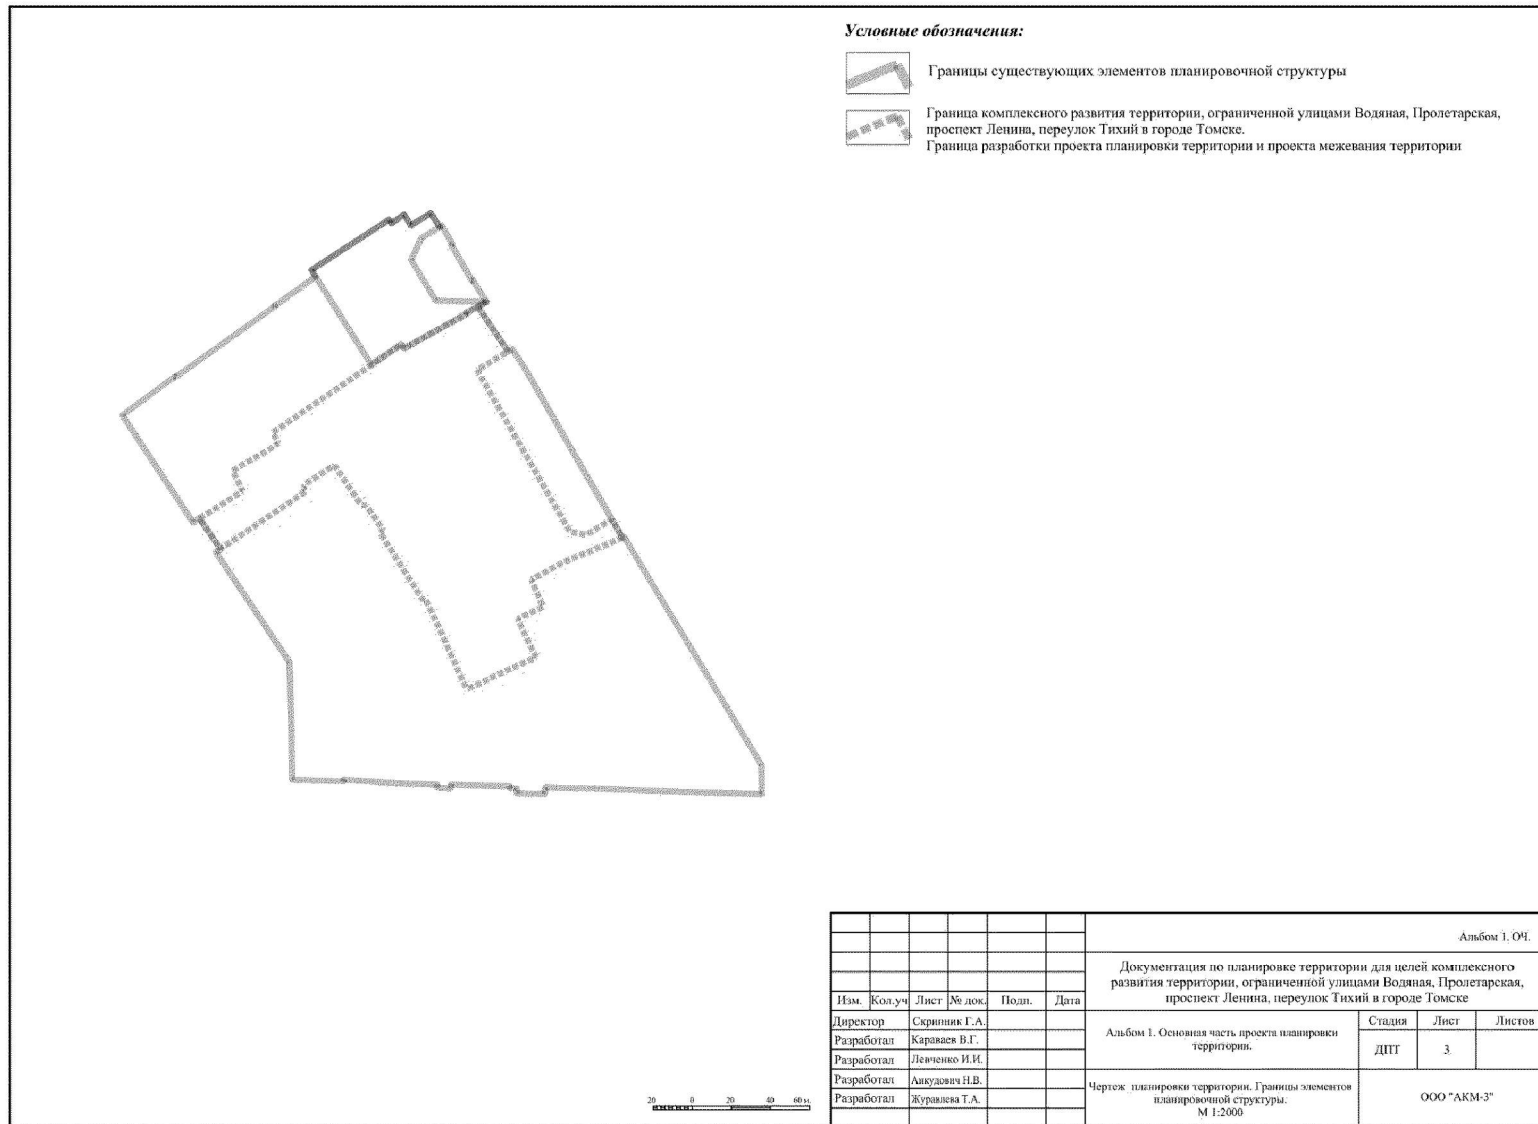 Условные обозначения:
Границы существующих элементов планировочной структуры
Граница комплексного развития территории, ограниченной улицами Водяная, Пролетарская,
проспект Ленина, переулок Тихий в городе Томске.
Граница разработки проекта планировки территории и проекта межевания территории
Альбом 1. ОЧ.
Документация по планировке территории для целей комплексного
развития территории, ограниченной улицами Водяная, Пролетарская,
проспект Ленина, переулок Тихий в городе Томске
Изм. Кол.уч Лист № док. Подп. Дата
Директор Скринник Г.А.
Разработал Караваев В.Г.
Разработал Левченко И.И.
Разработал Анкудович Н.В.
Разработал Журавлева Т.А.
Альбом 1. Основная часть проекта планировки
территории.
Стадия Лист Листов
ДПТ 3
Чертеж планировки территории. Границы элементов
планировочной структуры.
М 1:2000
ООО "АКМ-3"
20 0 20 40 60 м.